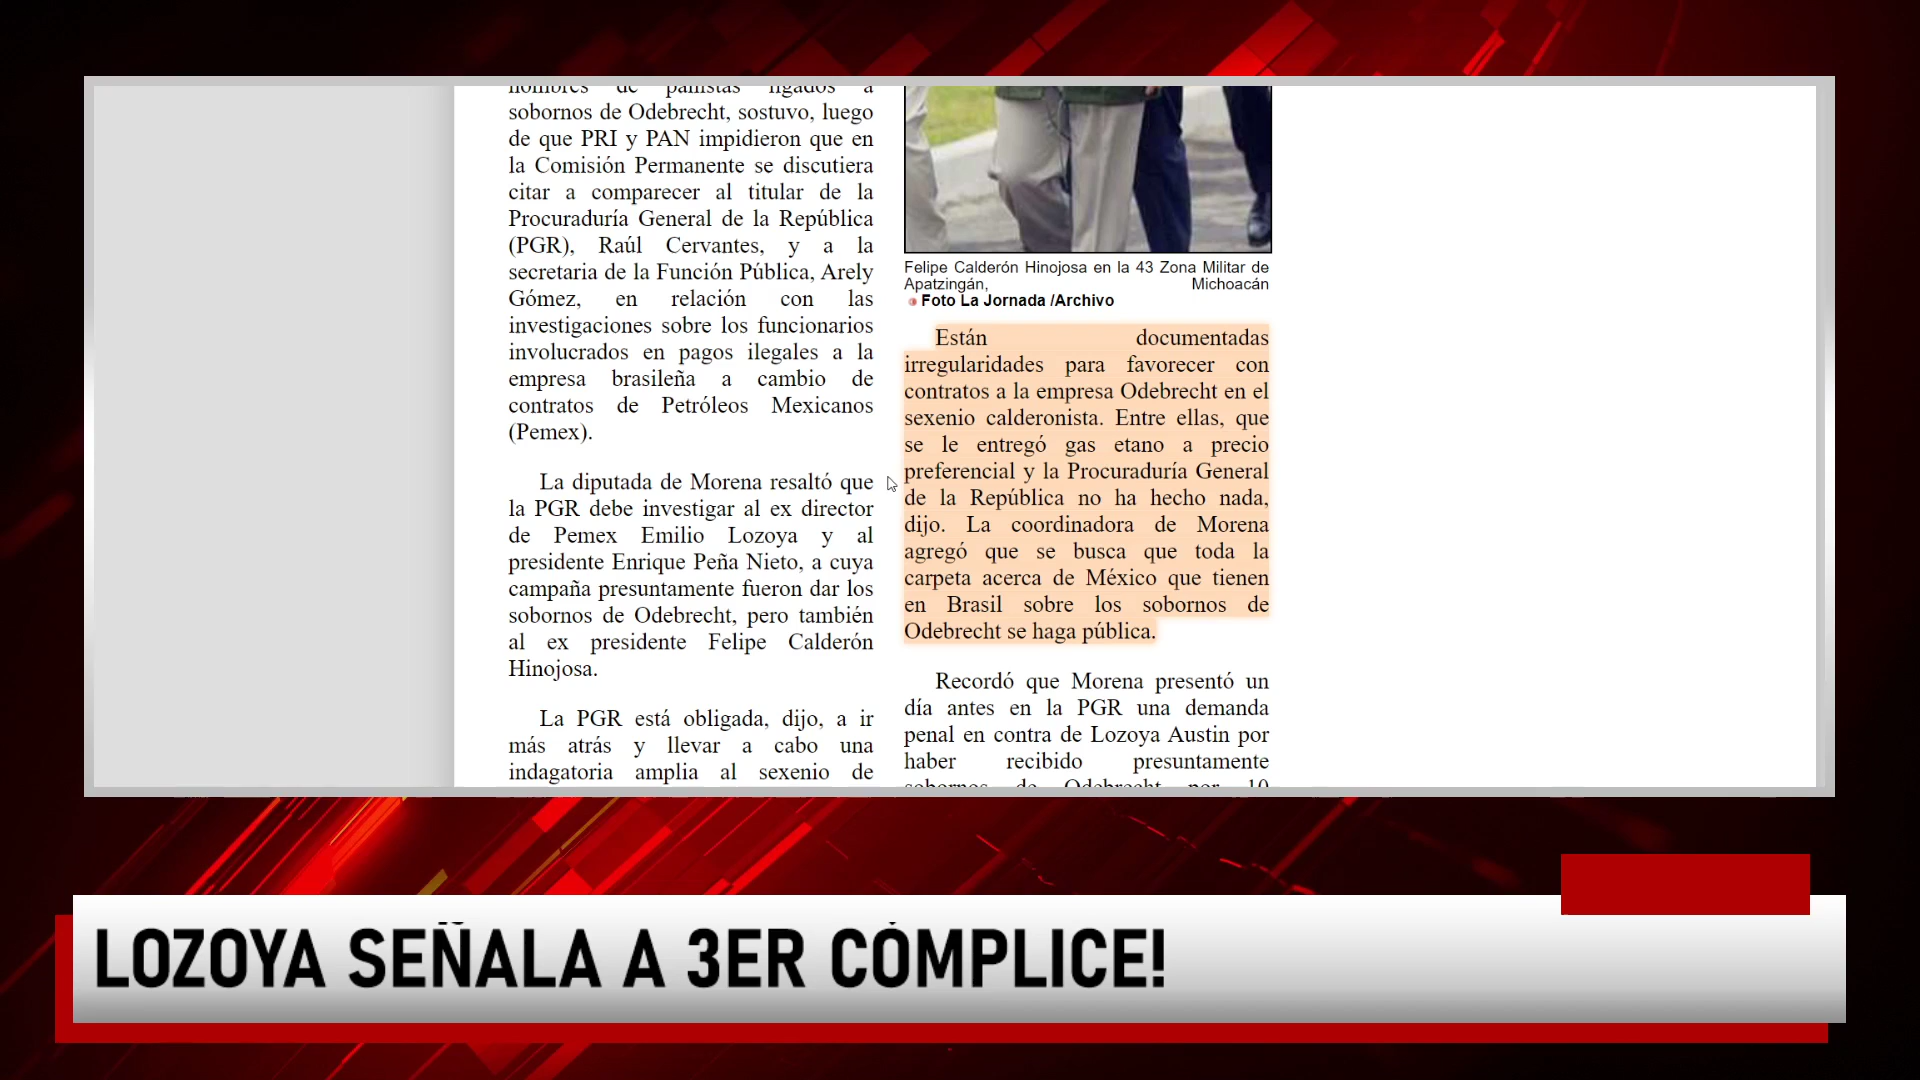 nombres de panistas ligados a
sobornos de Odebrecht, sostuvo, luego
de que PRI y PAN impidieron que en
la Comisión Permanente se discutiera
citar a comparecer al titular de la
Procuraduría General de la República
(PGR), Raúl Cervantes, y a la
secretaria de la Función Pública, Arely
Gómez, en relación con las
investigaciones sobre los funcionarios
involucrados en pagos ilegales a la
empresa brasileña a cambio de
contratos de Petróleos Mexicanos
(Pemex).
La diputada de Morena resaltó que
la PGR debe investigar al ex director
de Pemex Emilio Lozoya y al
presidente Enrique Peña Nieto, a cuya
campaña presuntamente fueron dar los
sobornos de Odebrecht, pero también
al ex presidente Felipe Calderón
Hinojosa.
La PGR está obligada, dijo, a ir
más atrás y llevar a cabo una
indagatoria amplia al sexenio de
Felipe Calderón Hinojosa en la 43 Zona Militar de
Apatzingán, Michoacán
Foto La Jornada /Archivo
Están documentadas
irregularidades para favorecer con
contratos a la empresa Odebrecht en el
sexenio calderonista. Entre ellas, que
se le entregó gas etano a precio
preferencial y la Procuraduría General
de la República no ha hecho nada,
dijo. La coordinadora de Morena
agregó que se busca que toda la
carpeta acerca de México que tienen
en Brasil sobre los sobornos de
Odebrecht se haga pública.
Recordó que Morena presentó un
día antes en la PGR una demanda
penal en contra de Lozoya Austin por
haber recibido presuntamente
sobornos de Odebrecht por 10
LOZOYA SEÑALA A 3ER CÓMPLICE!